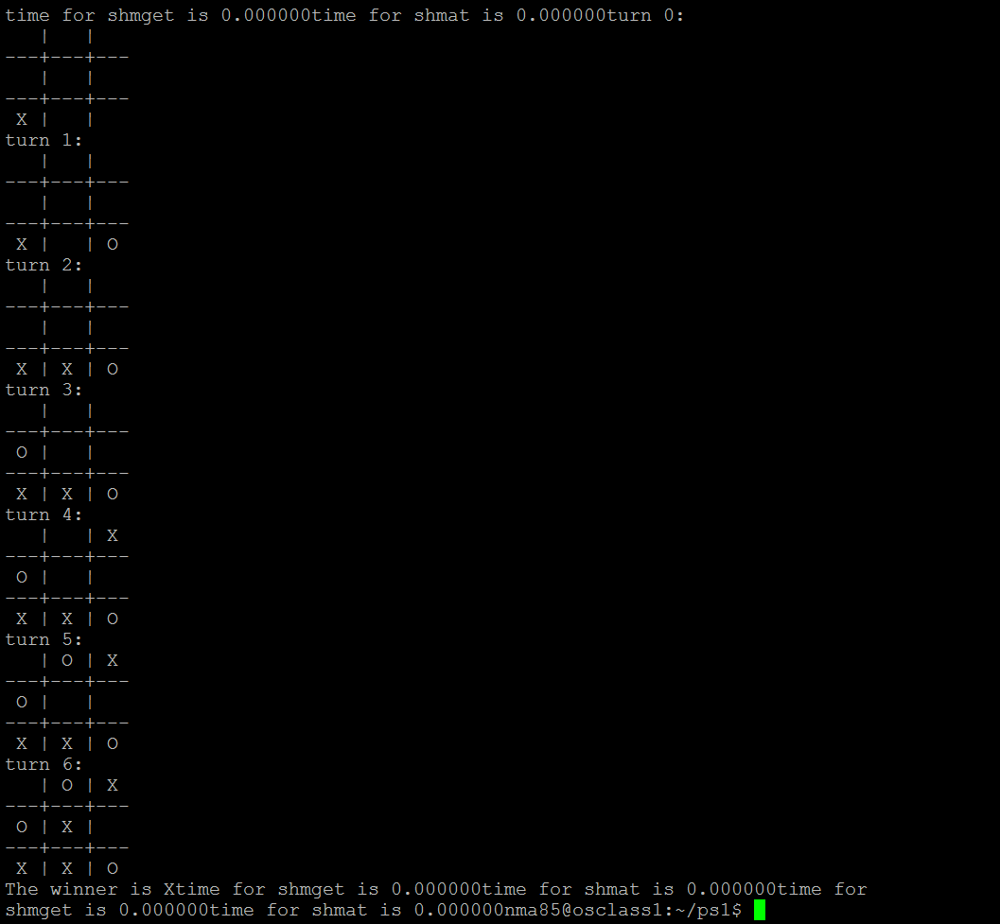 time for shmget is 0.000000time for shmat is 0.000000turn 0:
   |   |
---+---+---
   |   |
---+---+---
 X |   |
turn 1:
   |   |
---+---+---
   |   |
---+---+---
 X |   | O
turn 2:
   |   |
---+---+---
   |   |
---+---+---
 X | X | O
turn 3:
   |   |
---+---+---
 O |   |
---+---+---
 X | X | O
turn 4:
   |   | X
---+---+---
 O |   |
---+---+---
 X | X | O
turn 5:
   | O | X
---+---+---
 O |   |
---+---+---
 X | X | O
turn 6:
   | O | X
---+---+---
 O | X |
---+---+---
 X | X | O
The winner is Xtime for shmget is 0.000000time for shmat is 0.000000time for
shmget is 0.000000time for shmat is 0.000000nma85@osclass1:~/ps1$